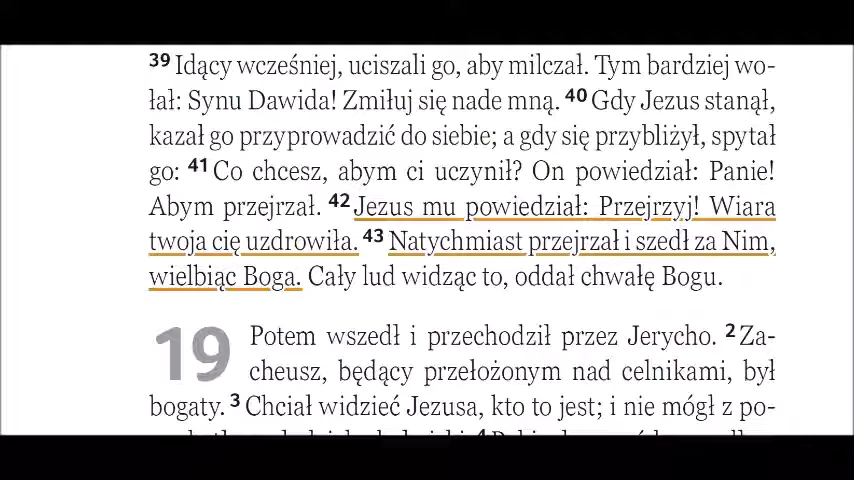 39 Idący wcześniej, uciszali go, aby milczał. Tym bardziej wo-
łał: Synu Dawida! Zmiłuj się nade mną. 40 Gdy Jezus stanął,
kazał go przyprowadzić do siebie; a gdy się przybliżył, spytał
go: 41 Co chcesz, abym ci uczynił? On powiedział: Panie!
Abym przejrzał. 42 Jezus mu powiedział: Przejrzyj! Wiara
twoja cię uzdrowiła. 43 Natychmiast przejrzał i szedł za Nim,
wielbiąc Boga. Cały lud widząc to, oddał chwałę Bogu.
19 Potem wszedł i przechodził przez Jerycho. 2 Za-
cheusz, będący przełożonym nad celnikami, był
bogaty. 3 Chciał widzieć Jezusa, kto to jest; i nie mógł z po-